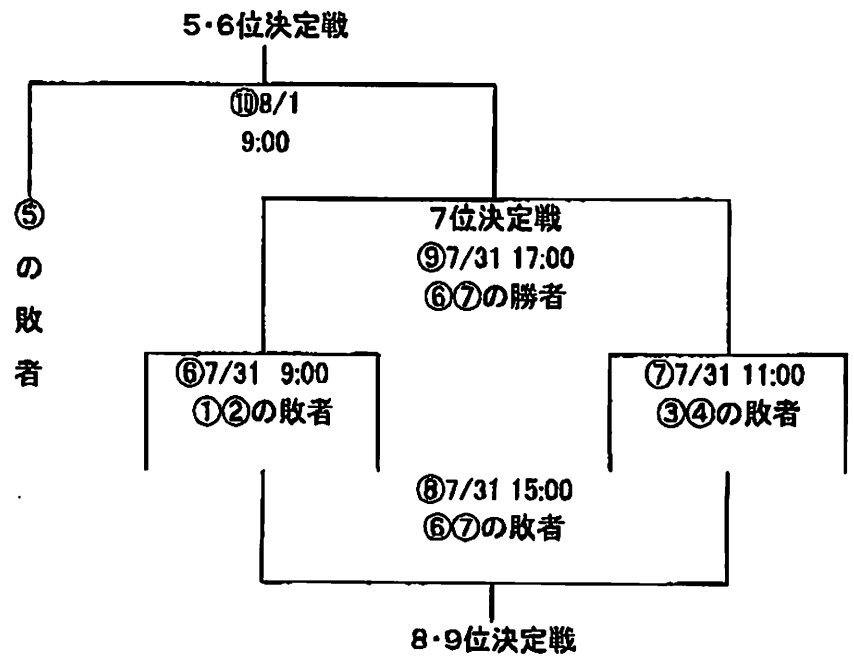 5・6位決定戦
⑩8/1
9:00
⑤の敗者
7位決定戦
⑨7/31 17:00
⑥⑦の勝者
⑥7/31 9:00
①②の敗者
⑦7/31 11:00
③④の敗者
⑧7/31 15:00
⑥⑦の敗者
8・9位決定戦